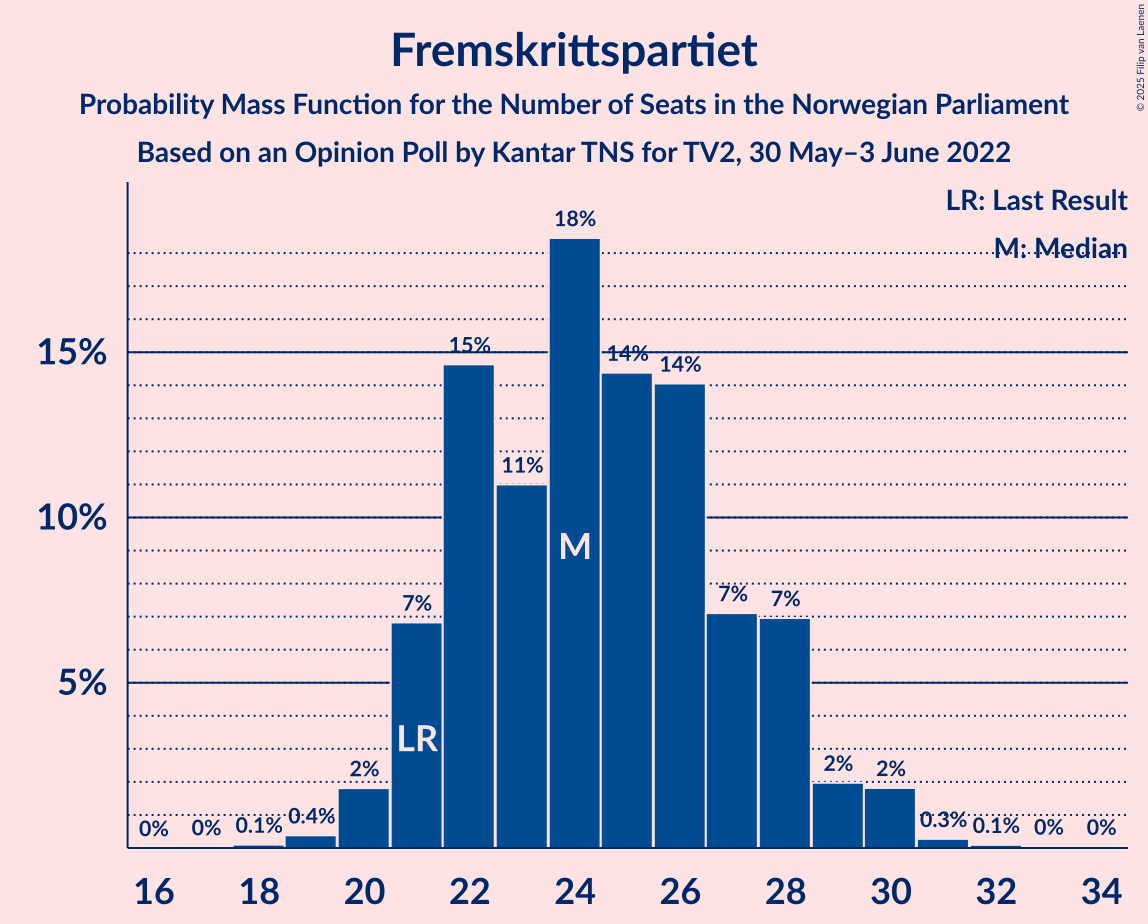 Fremskrittspartiet
Probability Mass Function for the Number of Seats in the Norwegian Parliament
Based on an Opinion Poll by Kantar TNS for TV2, 30 May–3 June 2022
© 2025 Filip van Laenen
LR: Last Result
M: Median
15%
10%
5%
0%
0%
0.1%
0.4%
2%
7%
15%
11%
18%
14%
14%
7%
7%
2%
2%
0.3%
0.1%
0%
0%
LR
M
16 18 20 22 24 26 28 30 32 34